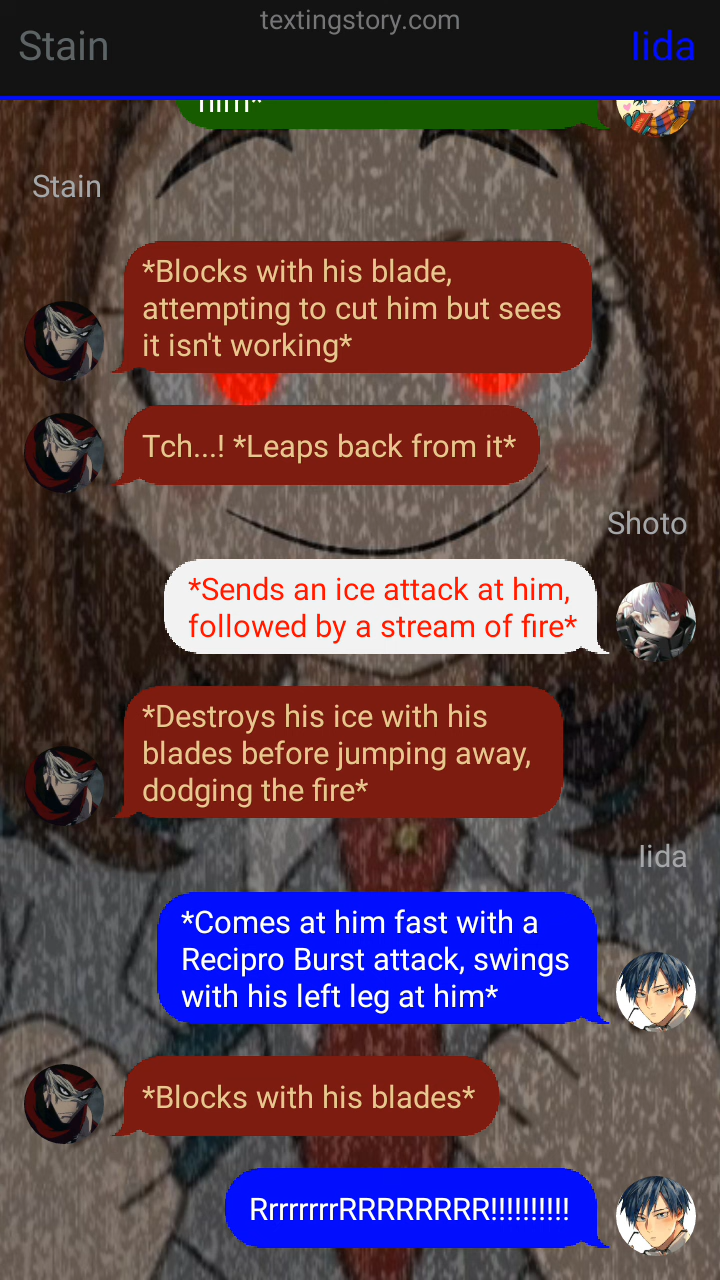 textingstory.com
Stain
Iida
him*
Stain
*Blocks with his blade,
attempting to cut him but sees
it isn't working*
Tch...! *Leaps back from it*
Shoto
*Sends an ice attack at him,
followed by a stream of fire*
*Destroys his ice with his
blades before jumping away,
dodging the fire*
Iida
*Comes at him fast with a
Recipro Burst attack, swings
with his left leg at him*
*Blocks with his blades*
RrrrrrrrRRRRRRRR!!!!!!!!!!